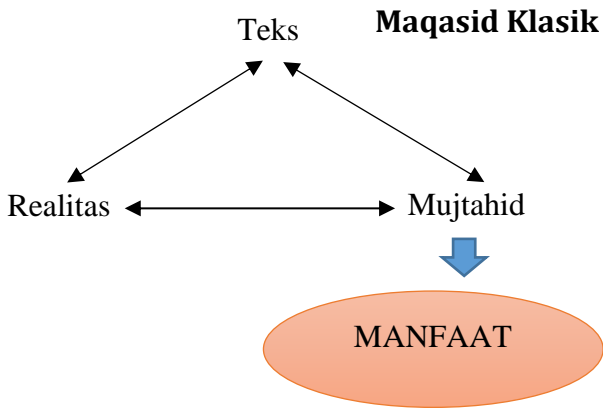 Maqasid Klasik
Teks
Realitas
Mujtahid
MANFAAT